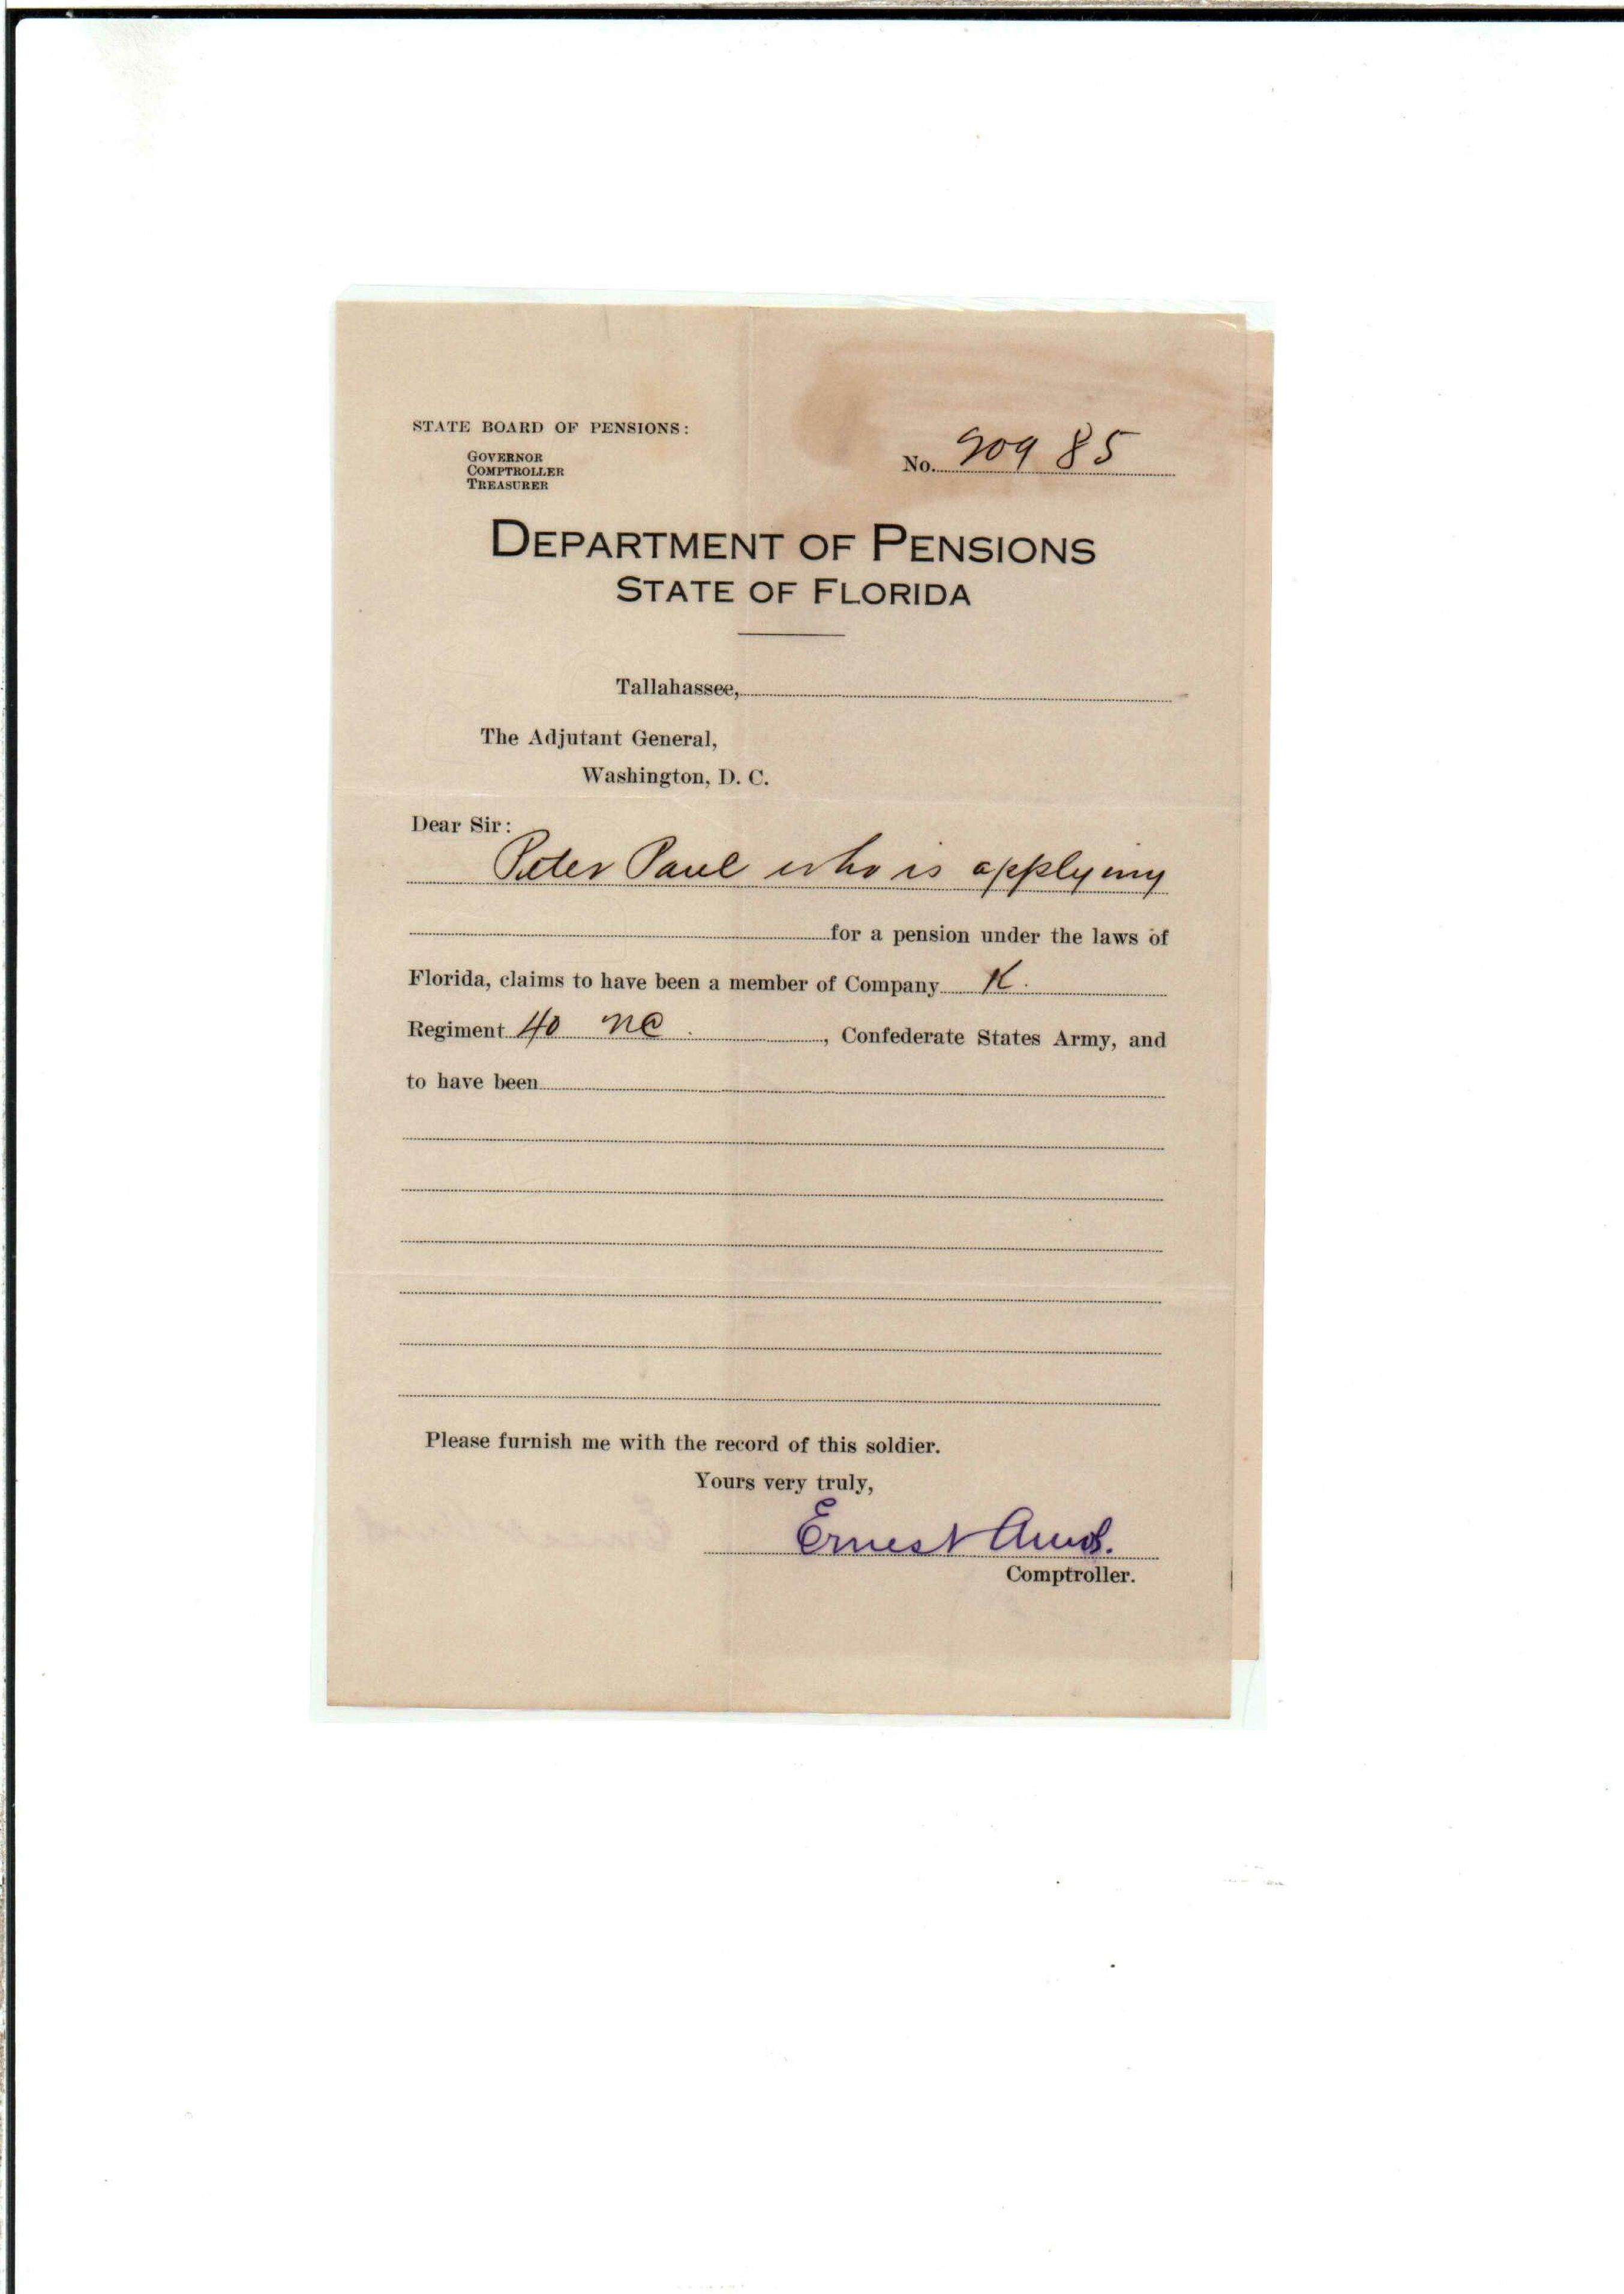 STATE BOARD OF PENSIONS:
GOVERNOR
COMPTROLLER
TREASURER
No. 90985
DEPARTMENT OF PENSIONS
STATE OF FLORIDA
Tallahassee,
The Adjutant General,
Washington, D. C.
Dear Sir:
Peter Paul who is applying
for a pension under the laws of
Florida, claims to have been a member of Company K.
Regiment 40 NC., Confederate States Army, and
to have been
Please furnish me with the record of this soldier.
Yours very truly,
Ernest Amos.
Comptroller.